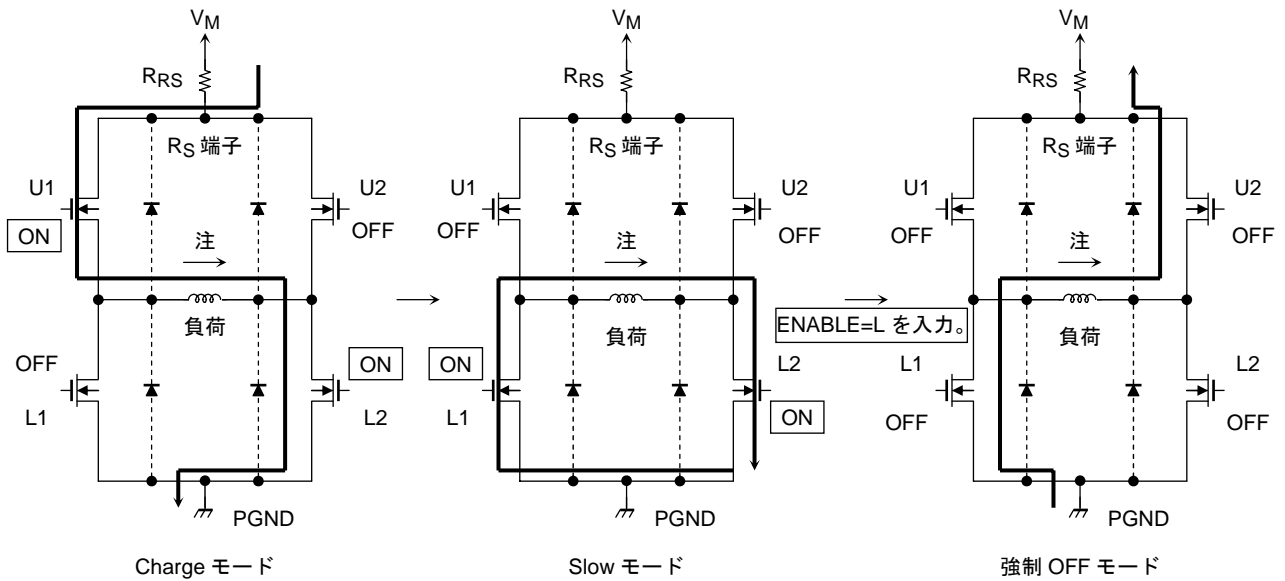 VM
RRS
RS 端子
U1
ON
U2
OFF
注
負荷
OFF
L1
ON
L2
PGND
Charge モード
VM
RRS
RS 端子
U1
OFF
U2
OFF
注
負荷
ON
L1
L2
ON
PGND
Slow モード
ENABLE=L を入力。
VM
RRS
RS 端子
U1
OFF
U2
OFF
注
負荷
L1
OFF
L2
OFF
PGND
強制 OFF モード